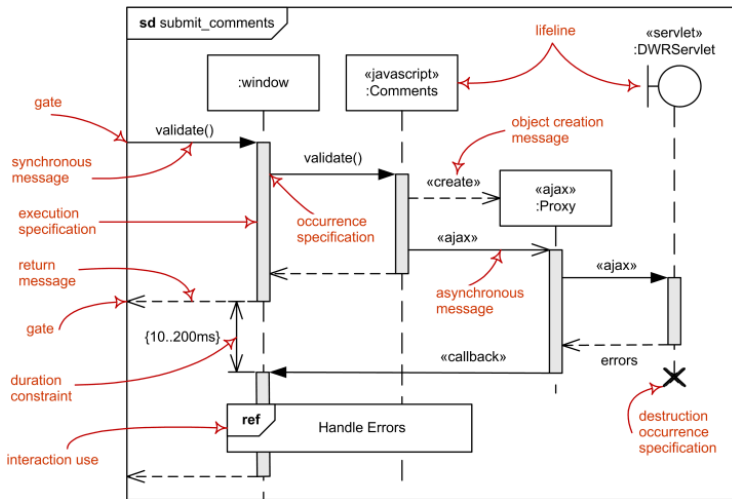 sd submit_comments
lifeline
«servlet»
:DWRServlet
:window
«javascript»
:Comments
gate
validate()
object creation
message
synchronous
message
validate()
«create»
«ajax»
:Proxy
execution
specification
occurrence
specification
«ajax»
return
message
asynchronous
message
«ajax»
gate
{10..200ms}
«callback»
errors
duration
constraint
ref
Handle Errors
destruction
occurrence
specification
interaction use